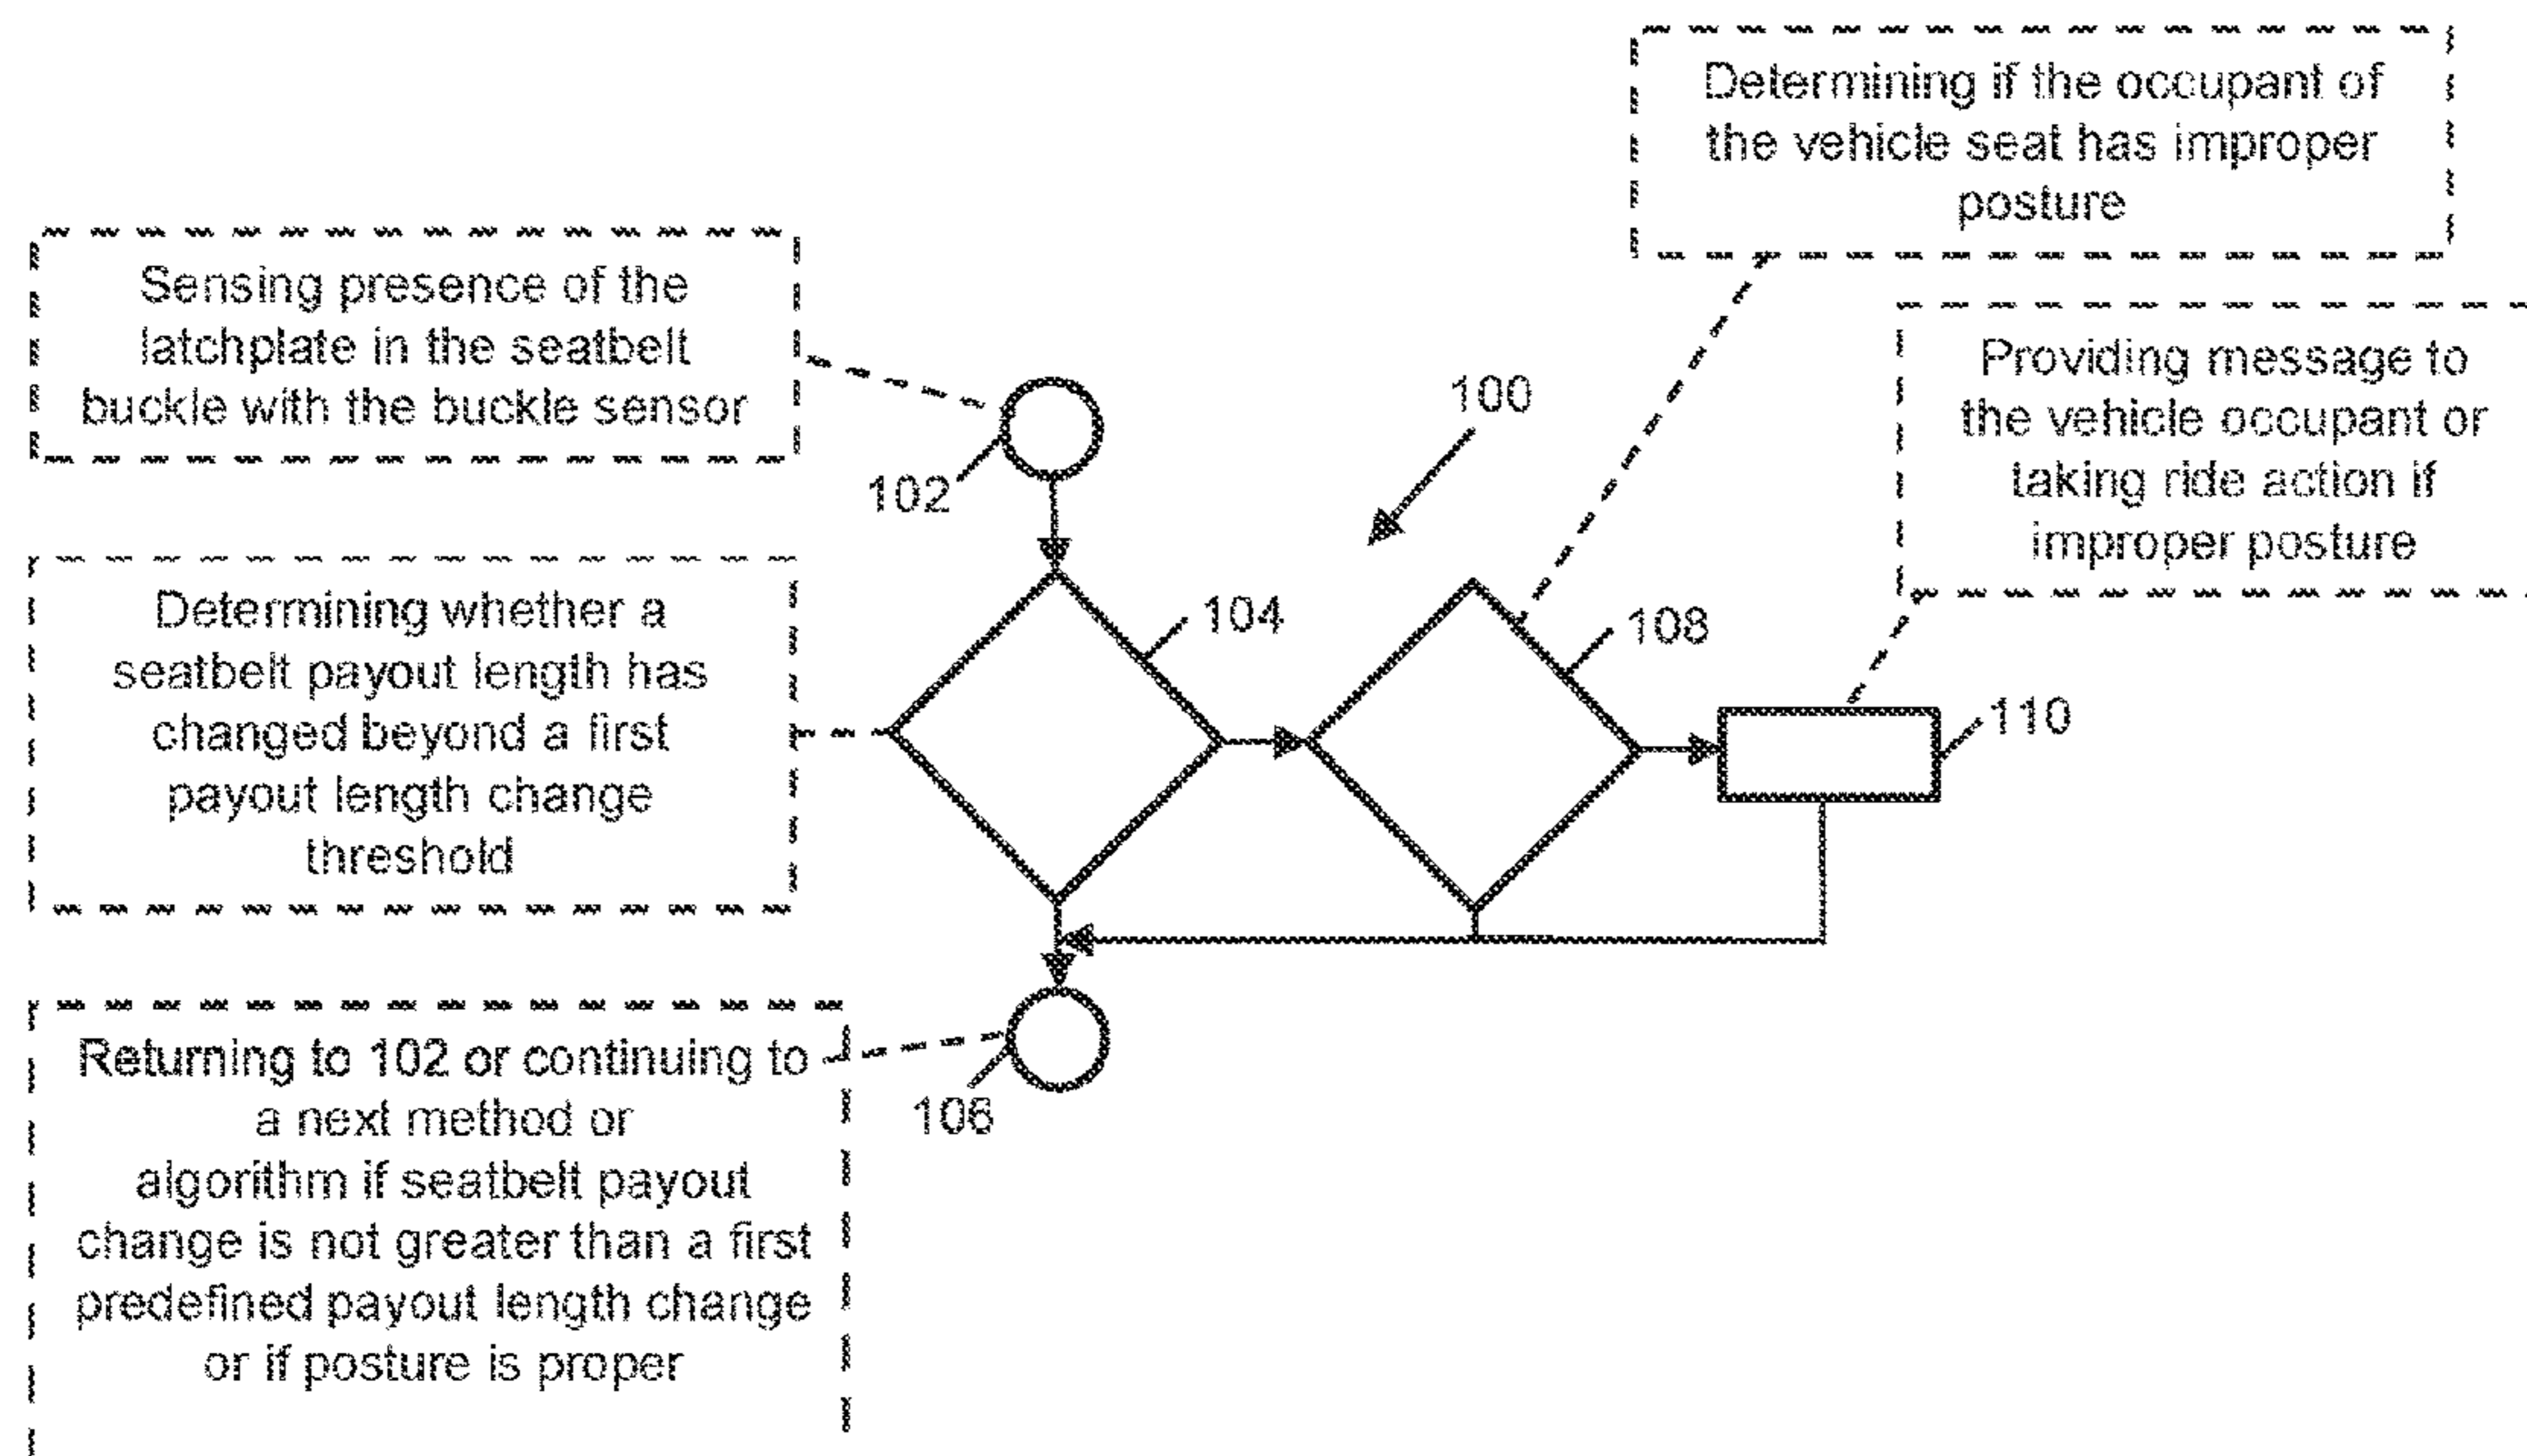 Determining if the occupant of
the vehicle seat has improper
posture
Sensing presence of the
latchplate in the seatbelt
buckle with the buckle sensor
Providing message to
the vehicle occupant or
taking ride action if
improper posture
100
102
Determining whether a
seatbelt payout length has
changed beyond a first
payout length change
threshold
104
108
110
Returning to 102 or continuing to
a next method or
algorithm if seatbelt payout
change is not greater than a first
predefined payout length change
or if posture is proper
106